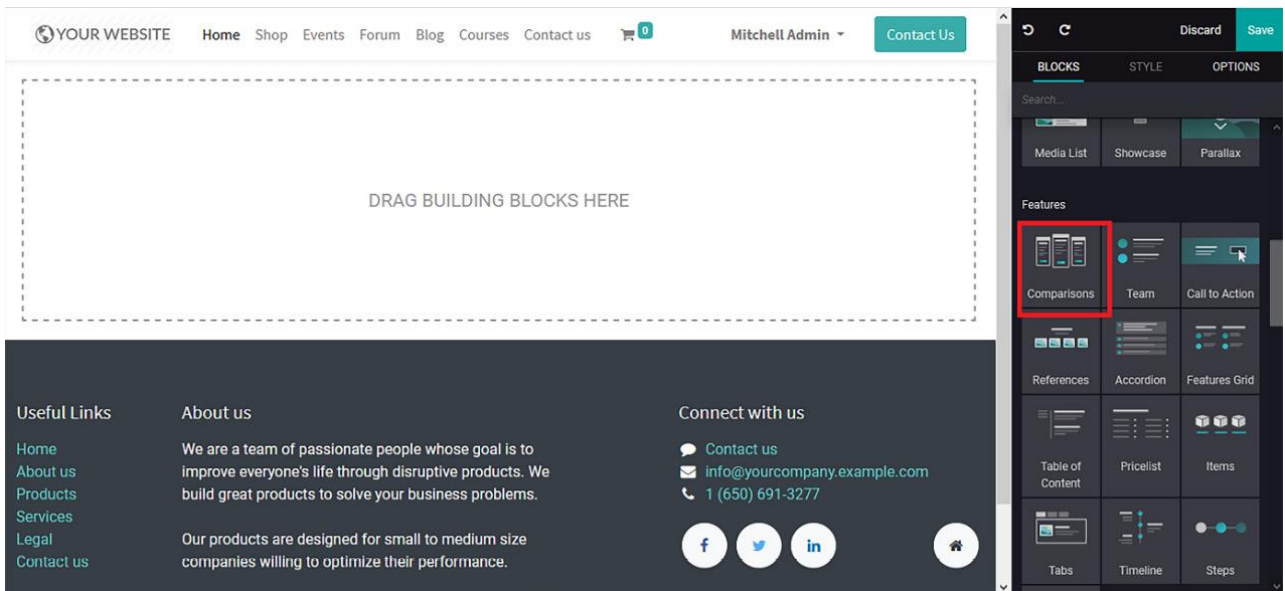 YOUR WEBSITE Home Shop Events Forum Blog Courses Contact us 0 Mitchell Admin Contact Us
DRAG BUILDING BLOCKS HERE
Useful Links
Home
About us
Products
Services
Legal
Contact us
About us
We are a team of passionate people whose goal is to
improve everyone's life through disruptive products. We
build great products to solve your business problems.
Our products are designed for small to medium size
companies willing to optimize their performance.
Connect with us
Contact us
info@yourcompany.example.com
1 (650) 691-3277
f in
Discard Save
BLOCKS STYLE OPTIONS
Search...
Media List Showcase Parallax
Features
Comparisons Team Call to Action
References Accordion Features Grid
Table of
Content
Pricelist Items
Tabs Timeline Steps